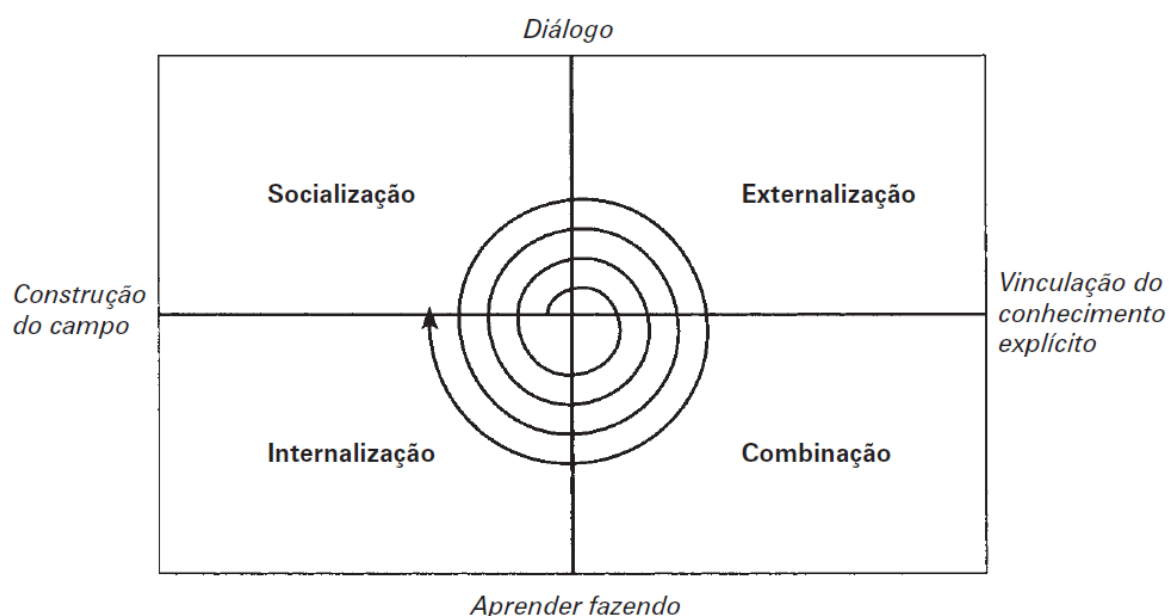 Diálogo
Socialização
Externalização
Construção
do campo
Vinculação do
conhecimento
explícito
Internalização
Combinação
Aprender fazendo